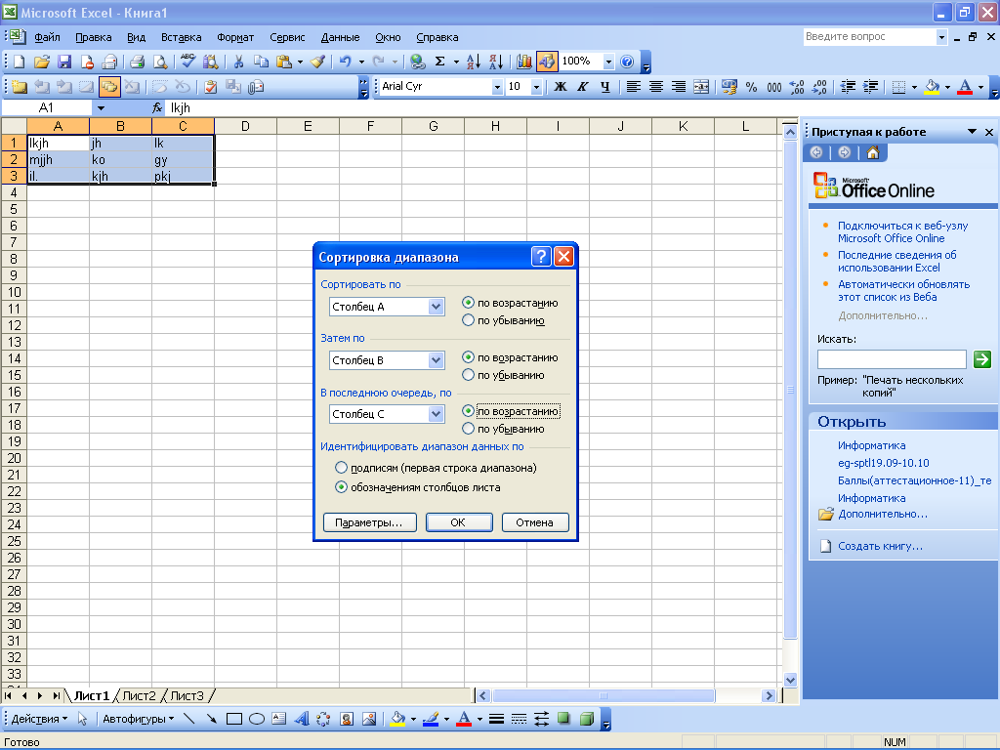 Microsoft Excel - Книга1
Файл Правка Вид Вставка Формат Сервис Данные Окно Справка Введите вопрос
100%
Arial Cyr 10 Ж К Ч % 000
A1 fx lkjh
A B C D E F G H I J K L
1 lkjh jh lk
2 mjjh ko gy
3 il. kjh pkj
4
5
6
7
8
9
10
11
12
13
14
15
16
17
18
19
20
21
22
23
24
25
26
27
28
29
30
31
32
33
Сортировка диапазона
Сортировать по
Столбец A
по возрастанию
по убыванию
Затем по
Столбец B
по возрастанию
по убыванию
В последнюю очередь, по
Столбец C
по возрастанию
по убыванию
Идентифицировать диапазон данных по
подписям (первая строка диапазона)
обозначениям столбцов листа
Параметры... ОК Отмена
Приступая к работе
Microsoft
Office Online
Подключиться к веб-узлу
Microsoft Office Online
Последние сведения об
использовании Excel
Автоматически обновлять
этот список из Веба
Дополнительно...
Искать:
Пример: "Печать нескольких
копий"
Открыть
Информатика
eg-sptl19.09-10.10
Баллы(аттестационное-11)_те
Информатика
Дополнительно...
Создать книгу...
Лист1 Лист2 Лист3
Действия Автофигуры
Готово NUM